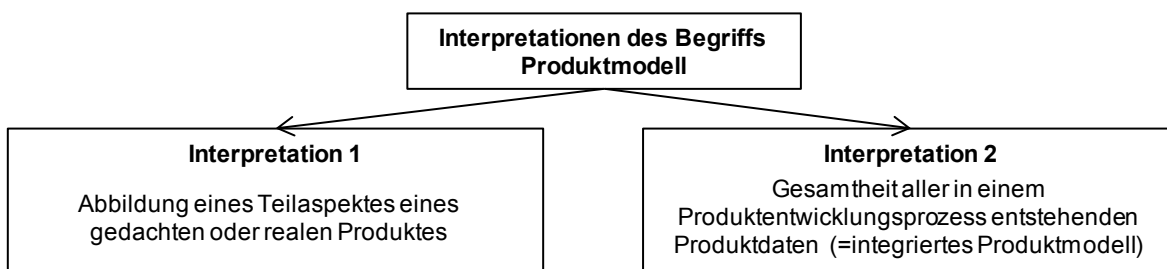 Interpretationen des Begriffs
Produktmodell
Interpretation 1
Abbildung eines Teilaspektes eines
gedachten oder realen Produktes
Interpretation 2
Gesamtheit aller in einem
Produktentwicklungsprozess entstehenden
Produktdaten (=integriertes Produktmodell)